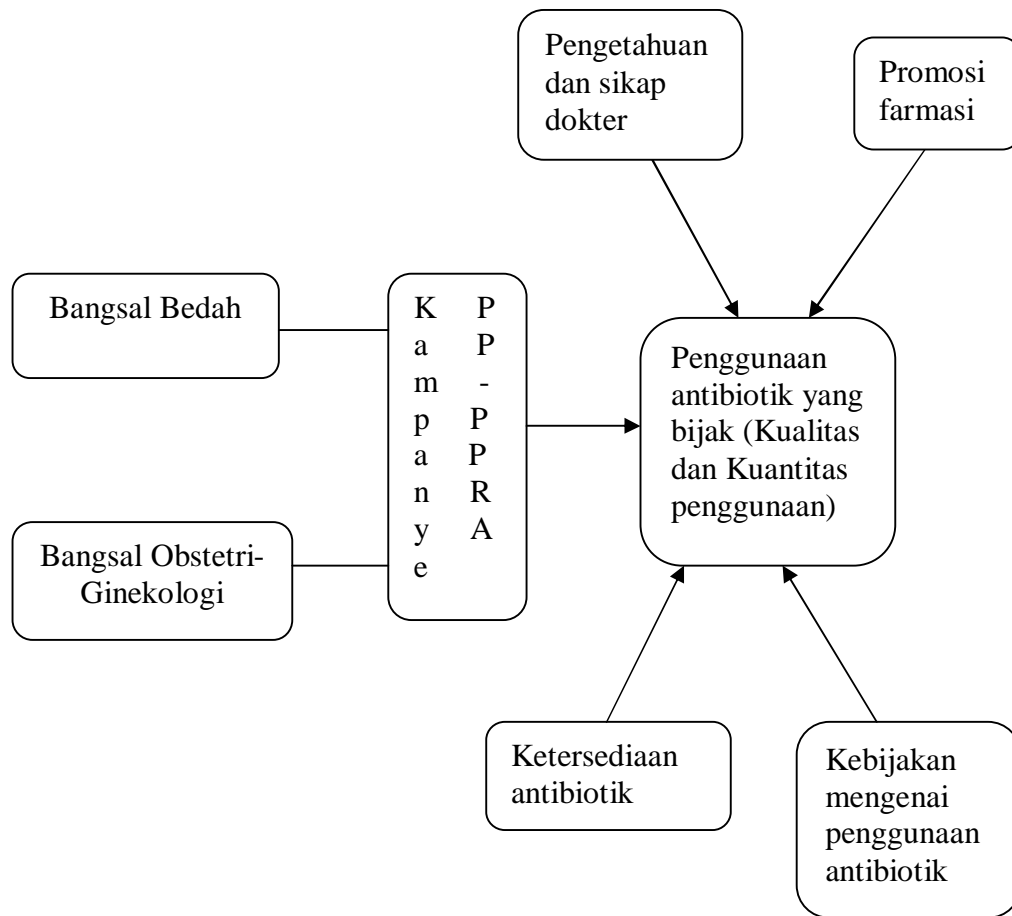 Pengetahuan
dan sikap
dokter
Promosi
farmasi
Bangsal Bedah
K P
a P
m -
p P
a P
n R
y A
e
Penggunaan
antibiotik yang
bijak (Kualitas
dan Kuantitas
penggunaan)
Bangsal Obstetri-
Ginekologi
Ketersediaan
antibiotik
Kebijakan
mengenai
penggunaan
antibiotik